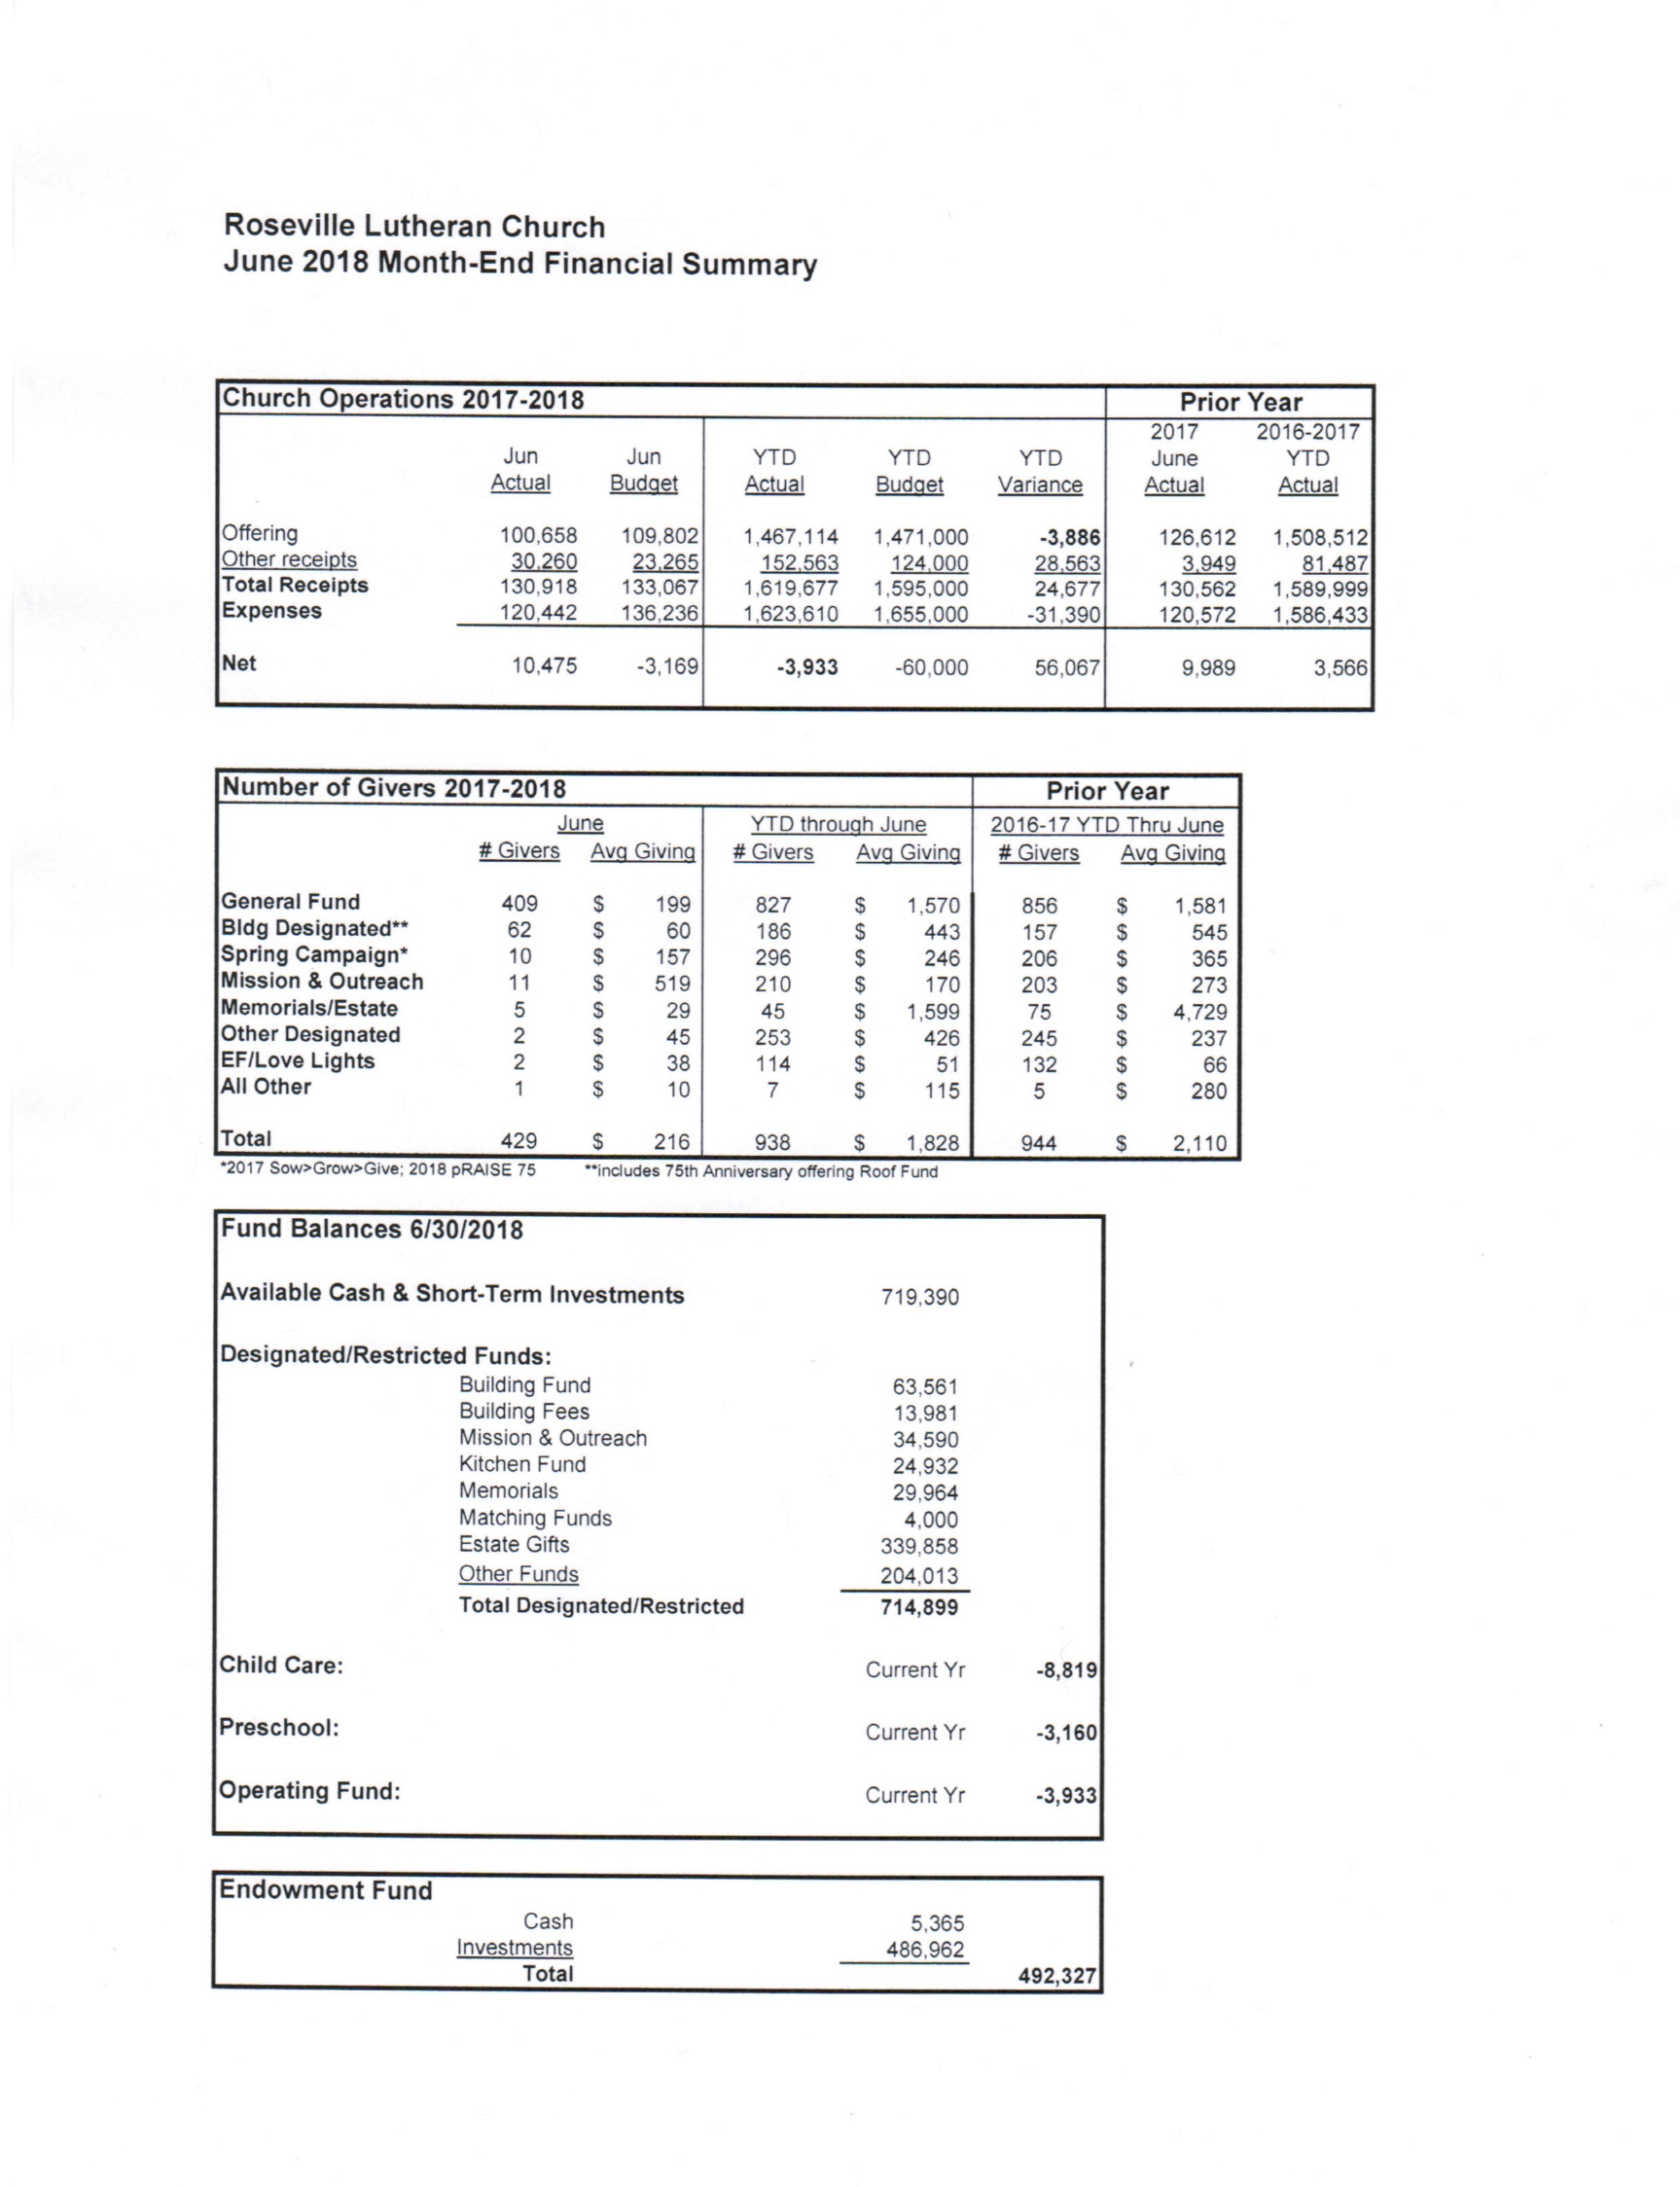 Roseville Lutheran Church
June 2018 Month-End Financial Summary
Church Operations 2017-2018 Prior Year
2017 2016-2017
Jun Jun YTD YTD YTD June YTD
Actual Budget Actual Budget Variance Actual Actual
Offering 100,658 109,802 1,467,114 1,471,000 -3,886 126,612 1,508,512
Other receipts 30,260 23,265 152,563 124,000 28,563 3,949 81,487
Total Receipts 130,918 133,067 1,619,677 1,595,000 24,677 130,562 1,589,999
Expenses 120,442 136,236 1,623,610 1,655,000 -31,390 120,572 1,586,433
Net 10,475 -3,169 -3,933 -60,000 56,067 9,989 3,566
Number of Givers 2017-2018 Prior Year
June YTD through June 2016-17 YTD Thru June
# Givers Avg Giving # Givers Avg Giving # Givers Avg Giving
General Fund 409 $ 199 827 $ 1,570 856 $ 1,581
Bldg Designated** 62 $ 60 186 $ 443 157 $ 545
Spring Campaign* 10 $ 157 296 $ 246 206 $ 365
Mission & Outreach 11 $ 519 210 $ 170 203 $ 273
Memorials/Estate 5 $ 29 45 $ 1,599 75 $ 4,729
Other Designated 2 $ 45 253 $ 426 245 $ 237
EF/Love Lights 2 $ 38 114 $ 51 132 $ 66
All Other 1 $ 10 7 $ 115 5 $ 280
Total 429 $ 216 938 $ 1,828 944 $ 2,110
*2017 Sow>Grow>Give; 2018 pRAISE 75 **includes 75th Anniversary offering Roof Fund
Fund Balances 6/30/2018
Available Cash & Short-Term Investments 719,390
Designated/Restricted Funds:
Building Fund 63,561
Building Fees 13,981
Mission & Outreach 34,590
Kitchen Fund 24,932
Memorials 29,964
Matching Funds 4,000
Estate Gifts 339,858
Other Funds 204,013
Total Designated/Restricted 714,899
Child Care: Current Yr -8,819
Preschool: Current Yr -3,160
Operating Fund: Current Yr -3,933
Endowment Fund
Cash 5,365
Investments 486,962
Total 492,327